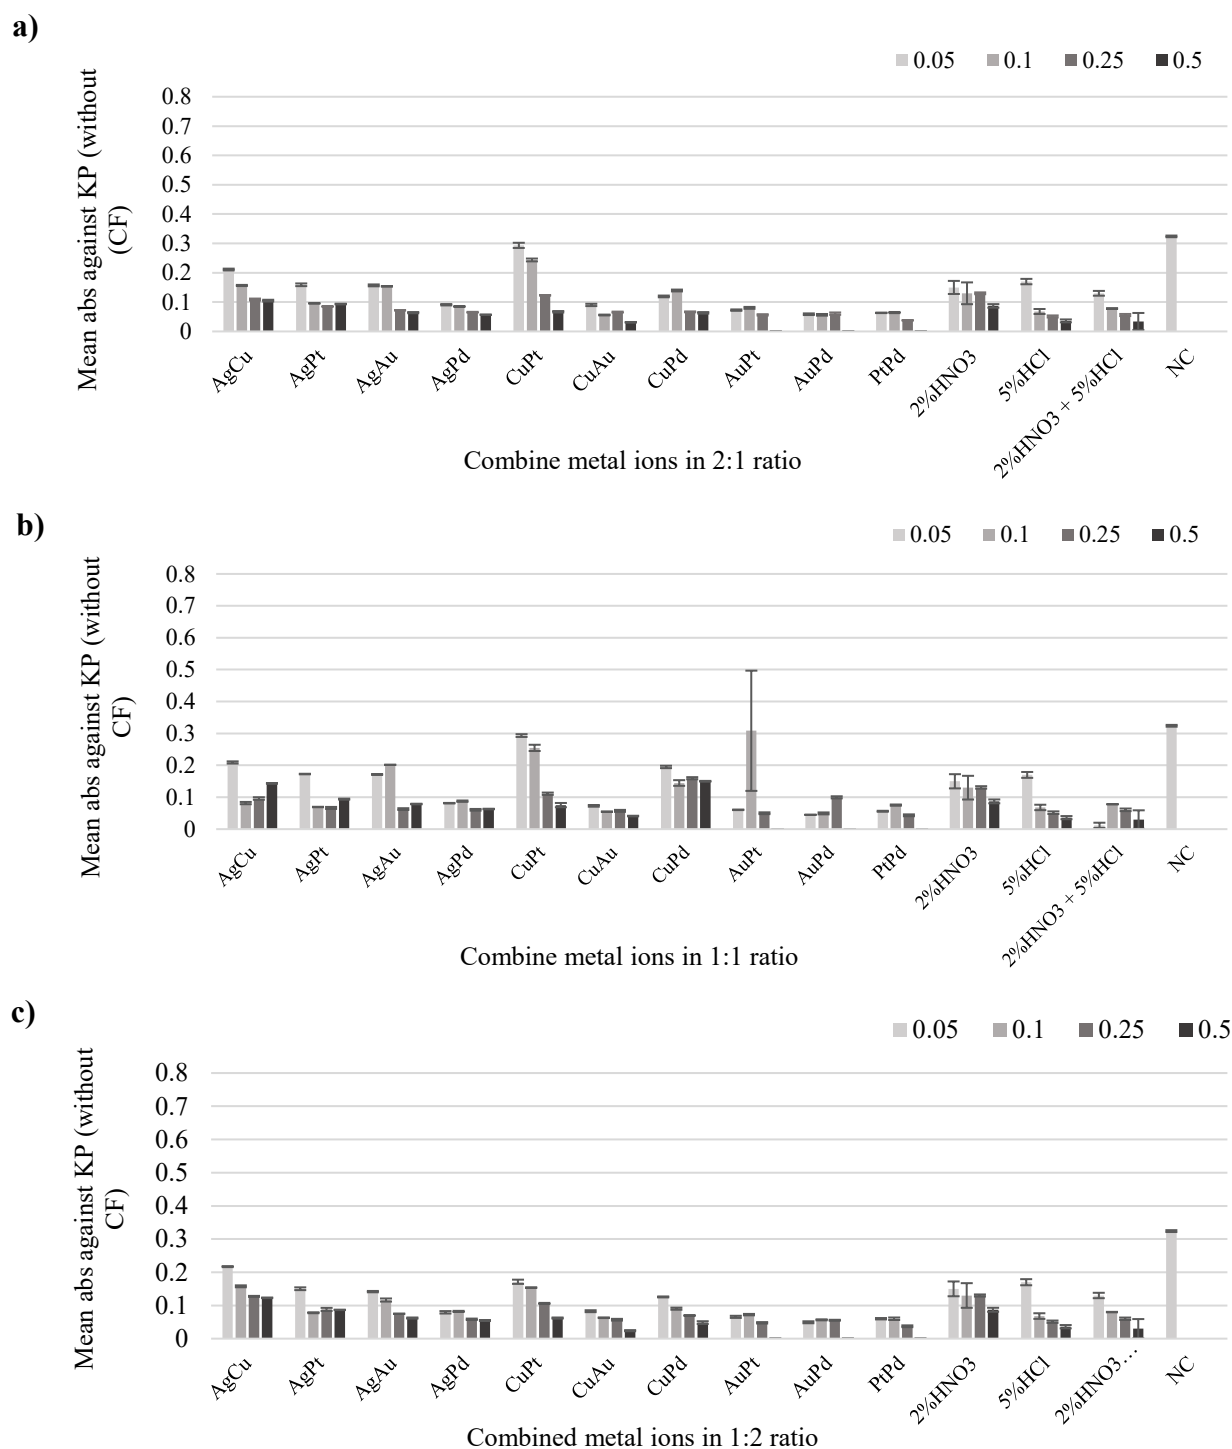 a)
0.05 0.1 0.25 0.5
Mean abs against KP (without
(CF)
0.8
0.7
0.6
0.5
0.4
0.3
0.2
0.1
0
AgCu AgPt AgAu AgPd CuPt CuAu CuPd AuPt AuPd PtPd 2%HNO3 5%HCl 2%HNO3 + 5%HCl NC
Combine metal ions in 2:1 ratio
b)
0.05 0.1 0.25 0.5
Mean abs against KP (without
CF)
0.8
0.7
0.6
0.5
0.4
0.3
0.2
0.1
0
AgCu AgPt AgAu AgPd CuPt CuAu CuPd AuPt AuPd PtPd 2%HNO3 5%HCl 2%HNO3 + 5%HCl NC
Combine metal ions in 1:1 ratio
c)
0.05 0.1 0.25 0.5
Mean abs against KP (without
CF)
0.8
0.7
0.6
0.5
0.4
0.3
0.2
0.1
0
AgCu AgPt AgAu AgPd CuPt CuAu CuPd AuPt AuPd PtPd 2%HNO3 5%HCl 2%HNO3… NC
Combined metal ions in 1:2 ratio